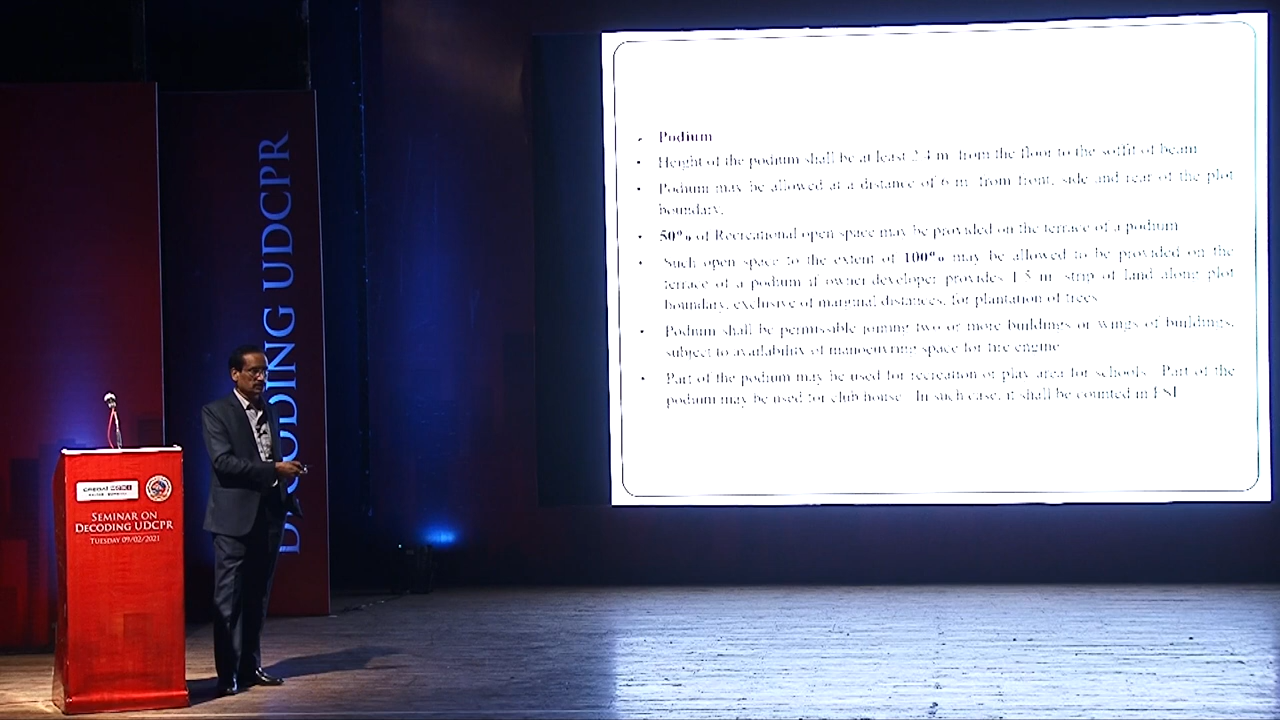 Podium
Height of the podium shall be at least 2.4 m from the floor to the soffit of beam
Podium may be allowed at a distance of 6 m from front, side and rear of the plot
boundary.
50% of Recreational open space may be provided on the terrace of a podium
Such open space to the extent of 100% may be allowed to be provided on the
terrace of a podium if owner developer provides 1.5 m strip of land along plot
boundary, exclusive of marginal distances, for plantation of trees
Podium shall be permissible joining two or more buildings or wings of buildings,
subject to availability of manoeuvring space for fire engine
Part of the podium may be used for recreation or play area for schools. Part of the
podium may be used for club house. In such case, it shall be counted in FSI
UDCPR
CREDAI
SEMINAR ON
DECODING UDCPR
TUESDAY 09/02/2021